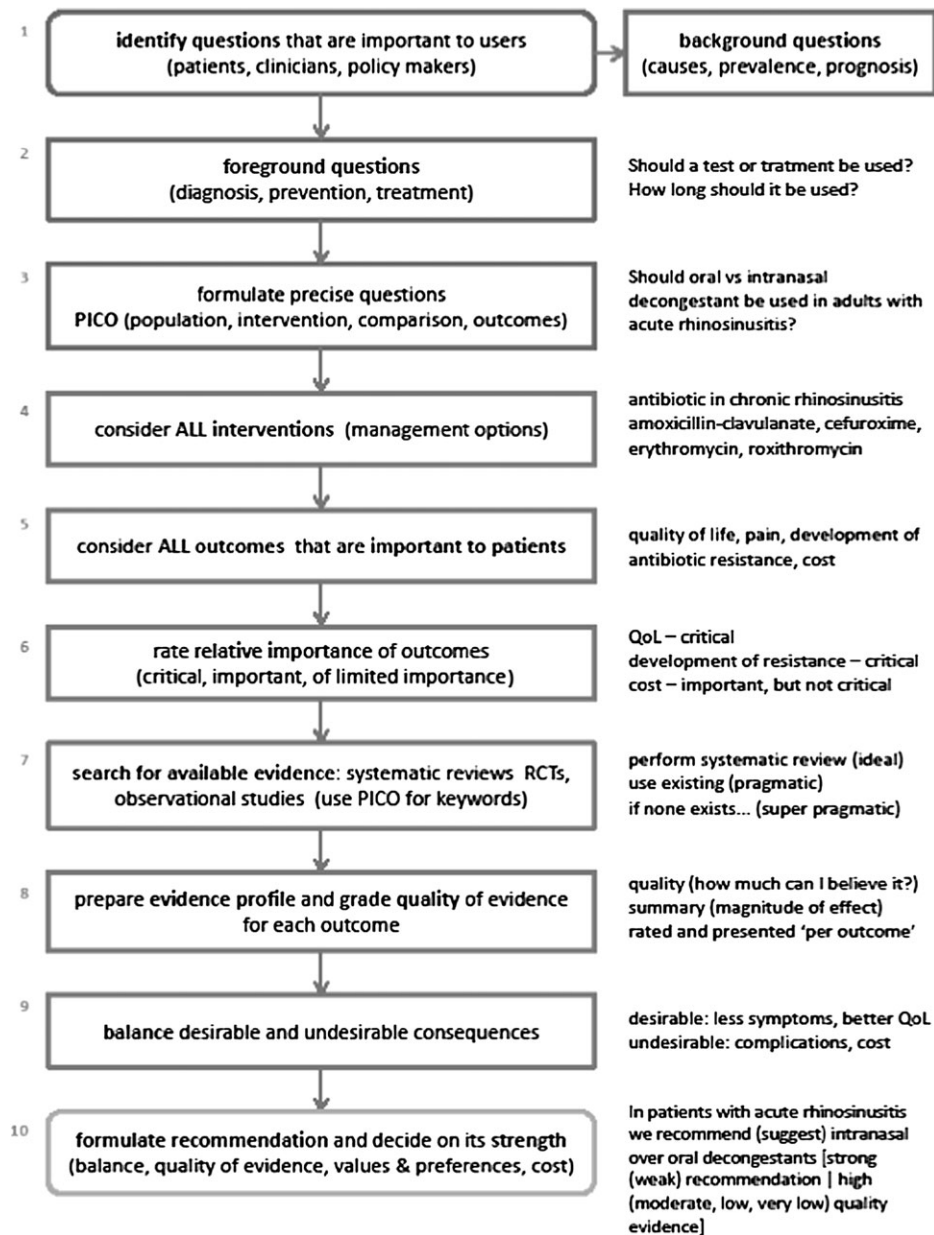 1
identify questions that are important to users
(patients, clinicians, policy makers)
background questions
(causes, prevalence, prognosis)
2
foreground questions
(diagnosis, prevention, treatment)
Should a test or tratment be used?
How long should it be used?
3
formulate precise questions
PICO (population, intervention, comparison, outcomes)
Should oral vs intranasal
decongestant be used in adults with
acute rhinosinusitis?
4
consider ALL interventions (management options)
antibiotic in chronic rhinosinusitis
amoxicillin-clavulanate, cefuroxime,
erythromycin, roxithromycin
5
consider ALL outcomes that are important to patients
quality of life, pain, development of
antibiotic resistance, cost
6
rate relative importance of outcomes
(critical, important, of limited importance)
QoL – critical
development of resistance – critical
cost – important, but not critical
7
search for available evidence: systematic reviews RCTs,
observational studies (use PICO for keywords)
perform systematic review (ideal)
use existing (pragmatic)
if none exists... (super pragmatic)
8
prepare evidence profile and grade quality of evidence
for each outcome
quality (how much can I believe it?)
summary (magnitude of effect)
rated and presented ‘per outcome’
9
balance desirable and undesirable consequences
desirable: less symptoms, better QoL
undesirable: complications, cost
10
formulate recommendation and decide on its strength
(balance, quality of evidence, values & preferences, cost)
In patients with acute rhinosinusitis
we recommend (suggest) intranasal
over oral decongestants [strong
(weak) recommendation | high
(moderate, low, very low) quality
evidence]